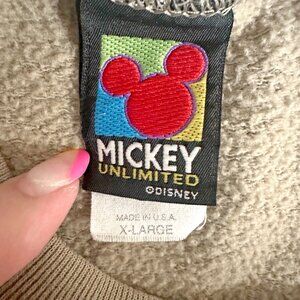 MICKEY
UNLIMITED
©DISNEY
MADE IN U.S.A.
X-LARGE